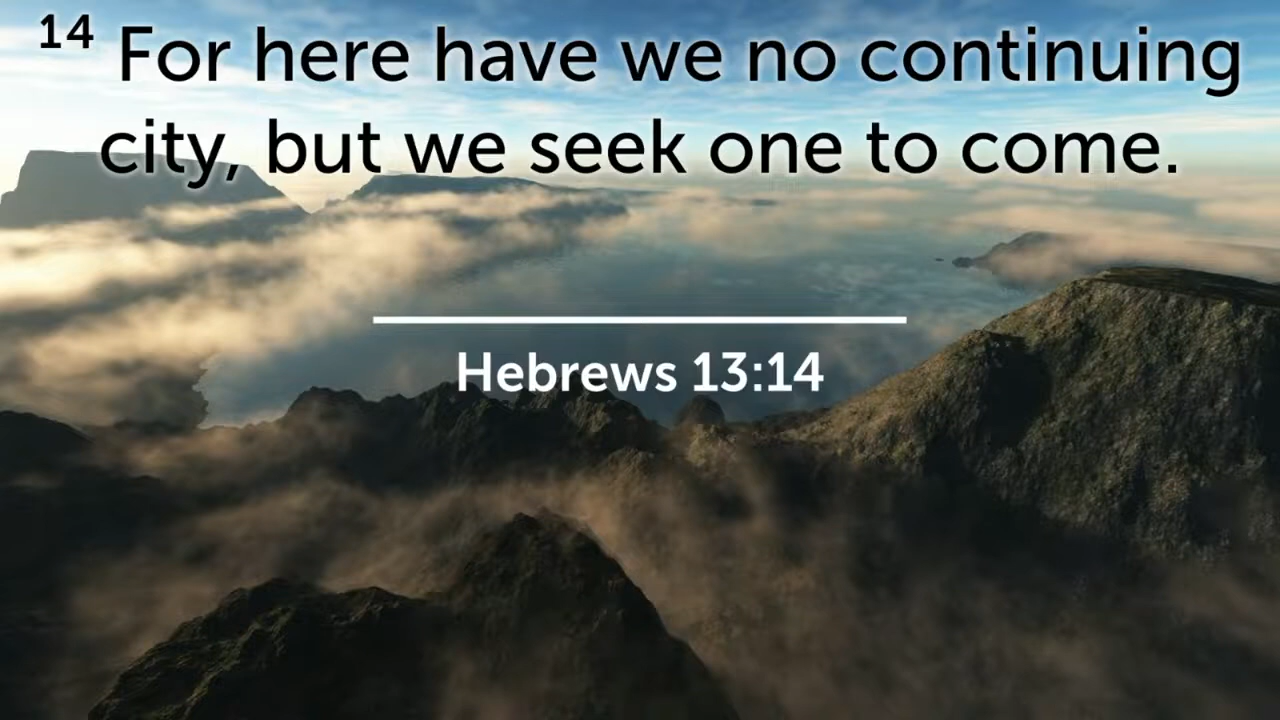 14 For here have we no continuing
city, but we seek one to come.
Hebrews 13:14